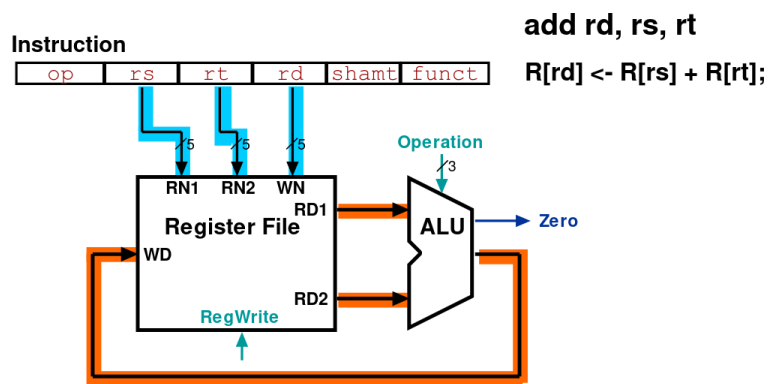 add rd, rs, rt
Instruction
R[rd] <- R[rs] + R[rt];
op rs rt rd shamt funct
5 5 5
Operation
3
RN1 RN2 WN
RD1
Register File
ALU
Zero
WD
RD2
RegWrite